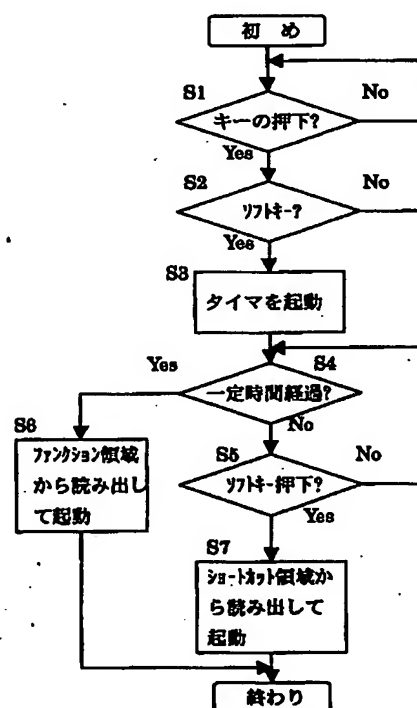 初め
S1
No
キーの押下?
Yes
S2
No
ソフトキー?
Yes
S3
タイマを起動
Yes
S4
一定時間経過?
No
S6
ファンクション領域
から読み出し
て起動
S5
No
ソフトキー押下?
Yes
S7
ショートカット領域か
ら読み出して
起動
終わり